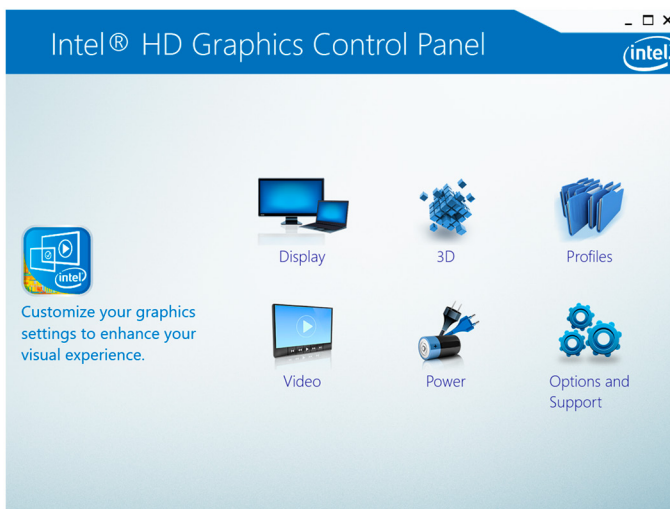 Intel® HD Graphics Control Panel
intel
Display
3D
Profiles
intel
Customize your graphics
settings to enhance your
visual experience.
Video
Power
Options and
Support